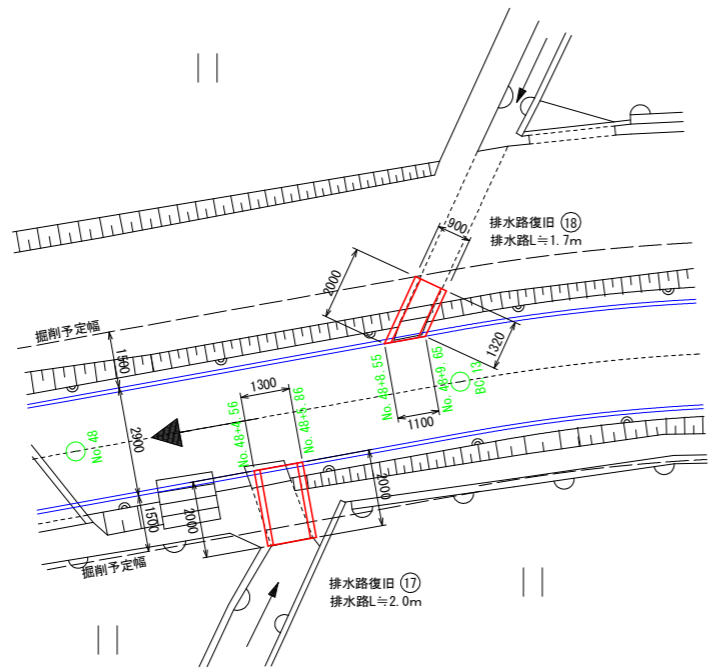 900
排水路復旧 ⑱
排水路L≒1.7m
2000
掘削予定幅
1500
1320
No.48+8.55
No.48+9.65
BC.13
1300
1100
No.48+4.56
No.48+5.86
No.48
2900
2000
2000
1500
掘削予定幅
排水路復旧 ⑰
排水路L≒2.0m